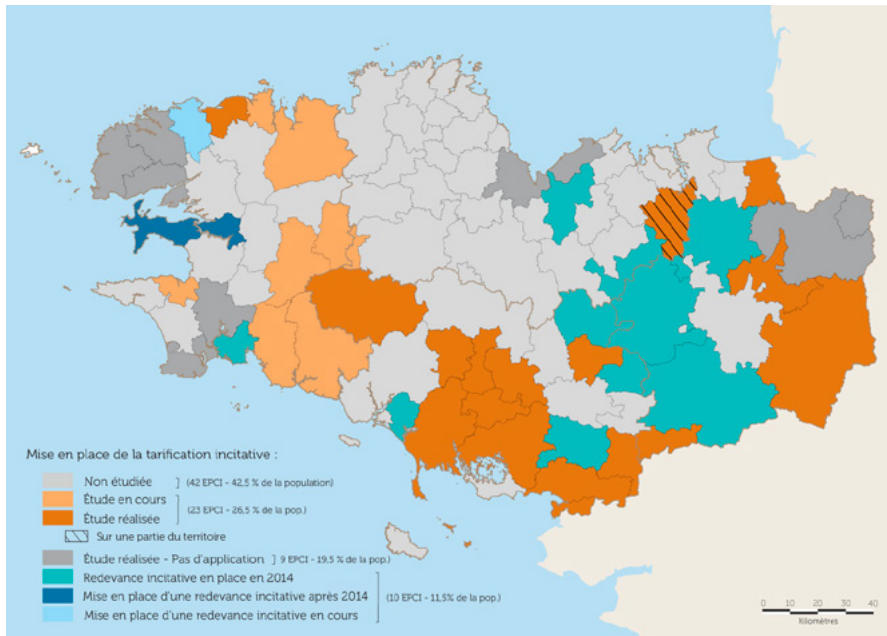 Mise en place de la tarification incitative :
Non étudiée ] (42 EPCI - 42,5 % de la population)
Étude en cours
(23 EPCI - 26,5 % de la pop.)
Étude réalisée
Sur une partie du territoire
Étude réalisée - Pas d'application ] 9 EPCI - 19,5 % de la pop.)
Redevance incitative en place en 2014
Mise en place d'une redevance incitative après 2014
(10 EPCI - 11,5% de la pop.)
Mise en place d'une redevance incitative en cours
0 10 20 30 40
Kilomètres